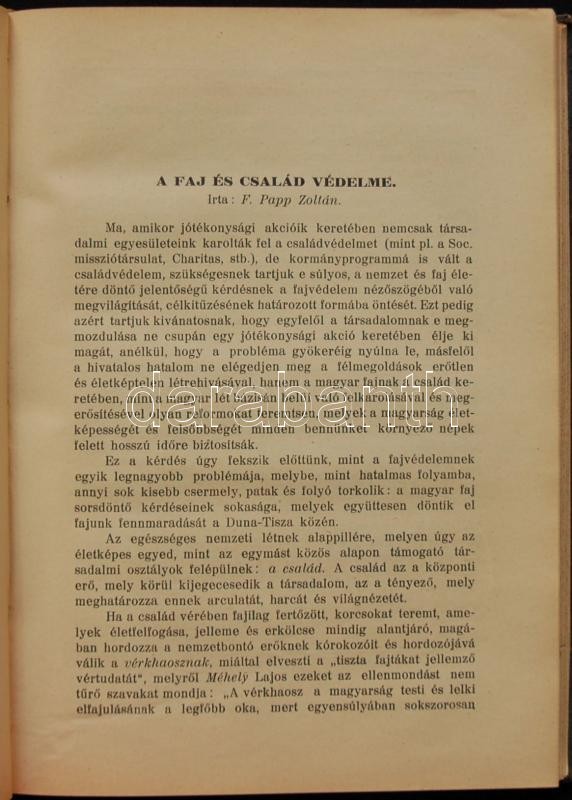 A FAJ ÉS CSALÁD VÉDELME.
Irta: F. Papp Zoltán.
Ma, amikor jótékonysági akcióik keretében nemcsak társa-
dalmi egyesületeink karolták fel a családvédelmet (mint pl. a Soc.
missziótársulat, Charitas, stb.), de kormányprogrammá is vált a
családvédelem, szükségesnek tartjuk e súlyos, a nemzet és faj éle-
tére döntő jelentőségű kérdésnek a fajvédelem nézőszögéből való
megvilágítását, célkitűzésének határozott formába öntését. Ezt pedig
azért tartjuk kivánatosnak, hogy egyfelől a társadalomnak e meg-
mozdulása ne csupán egy jótékonysági akció keretében élje ki
magát, anélkül, hogy a probléma gyökeréig nyúlna le, másfelől
a hivatalos hatalom ne elégedjen meg a félmegoldások erőtlen
és életképtelen létrehivásával, hanem a magyar fajnak a család ke-
retében, mint a magyar lét házban belül való felkarolásával és meg-
erősítésével olyan reformokat teremtsen, melyek a magyarság élet-
képességét és felsőbbségét minden bennünket környező népek
felett hosszú időre biztosítsák.
Ez a kérdés úgy fekszik előttünk, mint a fajvédelemnek
egyik legnagyobb problémája, melybe, mint hatalmas folyamba,
annyi sok kisebb csermely, patak és folyó torkolik: a magyar faj
sorsdöntő kérdéseinek sokasága, melyek együttesen döntik el
fajunk fennmaradását a Duna-Tisza közén.
Az egészséges nemzeti létnek alappillére, melyen úgy az
életképes egyed, mint az egymást közös alapon támogató tár-
sadalmi osztályok felépülnek: a család. A család az a központi
erő, mely körül kijegecesedik a társadalom, az a tényező, mely
meghatározza ennek arculatát, harcát és világnézetét.
Ha a család vérében fajilag fertőzött, korcsokat teremt, ame-
lyek életfelfogása, jelleme és erkölcse mindig alantjáró, magá-
ban hordozza a nemzetbontó erőknek kórokozóit és hordozójává
válik a vérkhaosznak, miáltal elveszti a „tiszta fajtákat jellemző
vértudatát“, melyről Méhelÿ Lajos ezeket az ellenmondást nem
tűrő szavakat mondja: „A vérkhaosz a magyarság testi és lelki
elfajulásának a legfőbb oka, mert egyensúlyában sokszorosan
darabanth